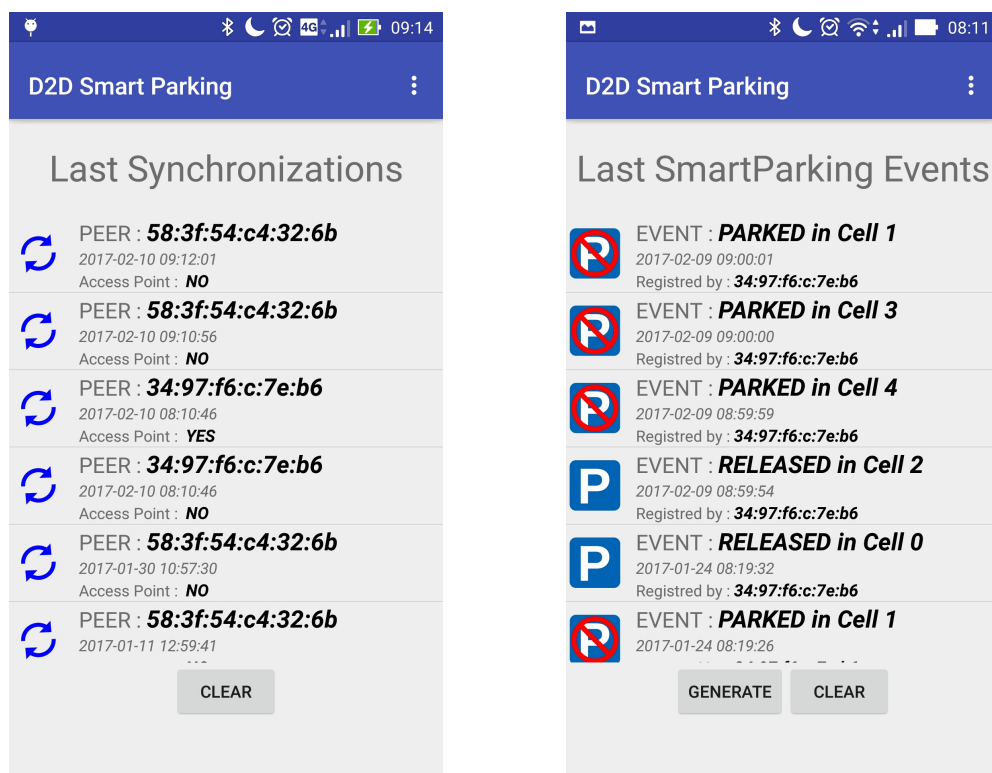 4G 09:14
D2D Smart Parking
Last Synchronizations
PEER : 58:3f:54:c4:32:6b
2017-02-10 09:12:01
Access Point : NO
PEER : 58:3f:54:c4:32:6b
2017-02-10 09:10:56
Access Point : NO
PEER : 34:97:f6:c:7e:b6
2017-02-10 08:10:46
Access Point : YES
PEER : 34:97:f6:c:7e:b6
2017-02-10 08:10:46
Access Point : NO
PEER : 58:3f:54:c4:32:6b
2017-01-30 10:57:30
Access Point : NO
PEER : 58:3f:54:c4:32:6b
2017-01-11 12:59:41
CLEAR
08:11
D2D Smart Parking
Last SmartParking Events
P
EVENT : PARKED in Cell 1
2017-02-09 09:00:01
Registred by : 34:97:f6:c:7e:b6
P
EVENT : PARKED in Cell 3
2017-02-09 09:00:00
Registred by : 34:97:f6:c:7e:b6
P
EVENT : PARKED in Cell 4
2017-02-09 08:59:59
Registred by : 34:97:f6:c:7e:b6
P
EVENT : RELEASED in Cell 2
2017-02-09 08:59:54
Registred by : 34:97:f6:c:7e:b6
P
EVENT : RELEASED in Cell 0
2017-01-24 08:19:32
Registred by : 34:97:f6:c:7e:b6
P
EVENT : PARKED in Cell 1
2017-01-24 08:19:26
GENERATE CLEAR